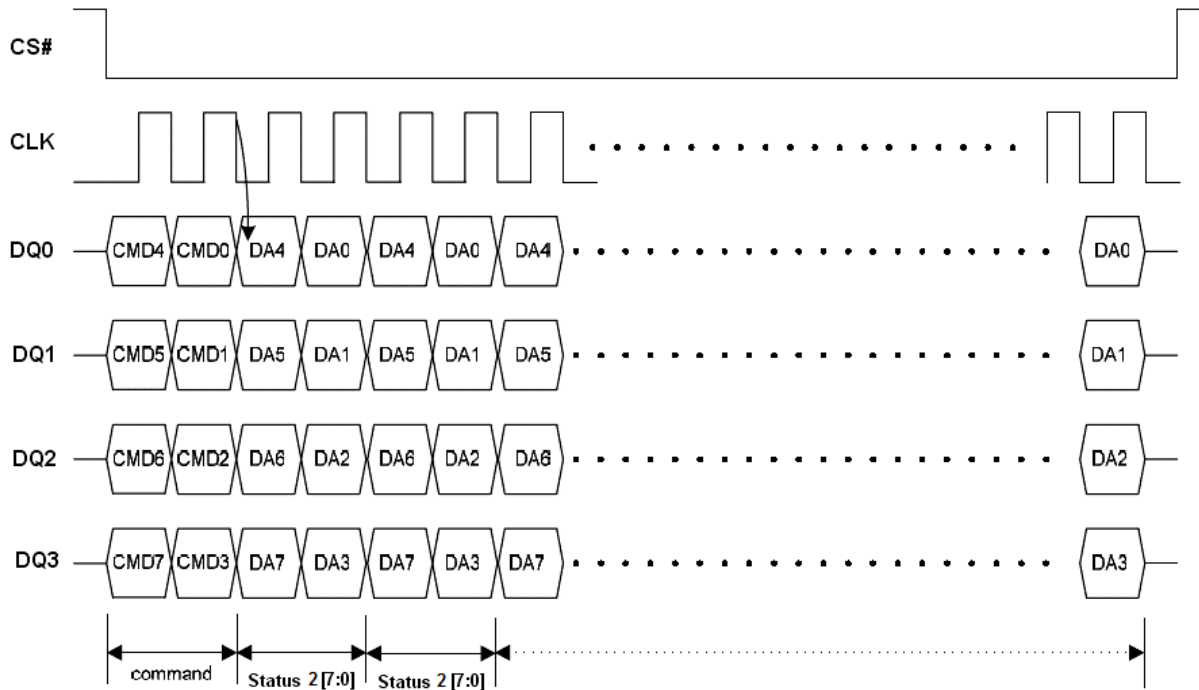 CS#
CLK
DQ0 CMD4 CMD0 DA4 DA0 DA4 DA0 DA4 DA0
DQ1 CMD5 CMD1 DA5 DA1 DA5 DA1 DA5 DA1
DQ2 CMD6 CMD2 DA6 DA2 DA6 DA2 DA6 DA2
DQ3 CMD7 CMD3 DA7 DA3 DA7 DA3 DA7 DA3
command Status 2 [7:0] Status 2 [7:0]